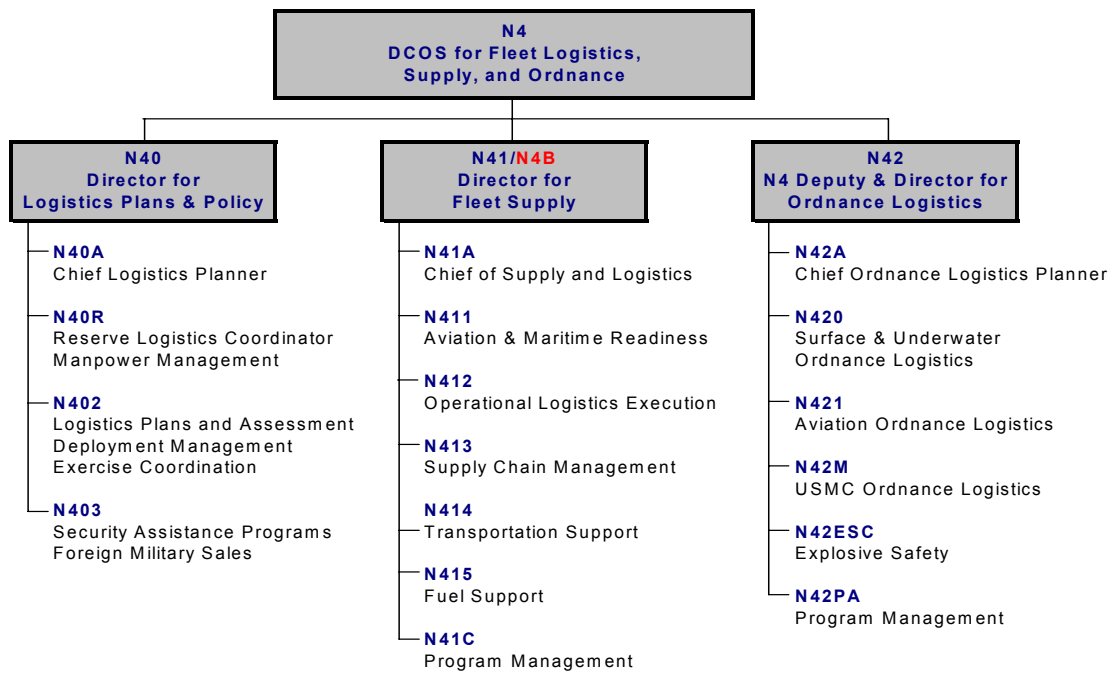 N4
DCOS for Fleet Logistics,
Supply, and Ordnance
N40
Director for
Logistics Plans & Policy
N40A
Chief Logistics Planner
N40R
Reserve Logistics Coordinator
Manpower Management
N402
Logistics Plans and Assessment
Deployment Management
Exercise Coordination
N403
Security Assistance Programs
Foreign Military Sales
N41/N4B
Director for
Fleet Supply
N41A
Chief of Supply and Logistics
N411
Aviation & Maritime Readiness
N412
Operational Logistics Execution
N413
Supply Chain Management
N414
Transportation Support
N415
Fuel Support
N41C
Program Management
N42
N4 Deputy & Director for
Ordnance Logistics
N42A
Chief Ordnance Logistics Planner
N420
Surface & Underwater
Ordnance Logistics
N421
Aviation Ordnance Logistics
N42M
USMC Ordnance Logistics
N42ESC
Explosive Safety
N42PA
Program Management